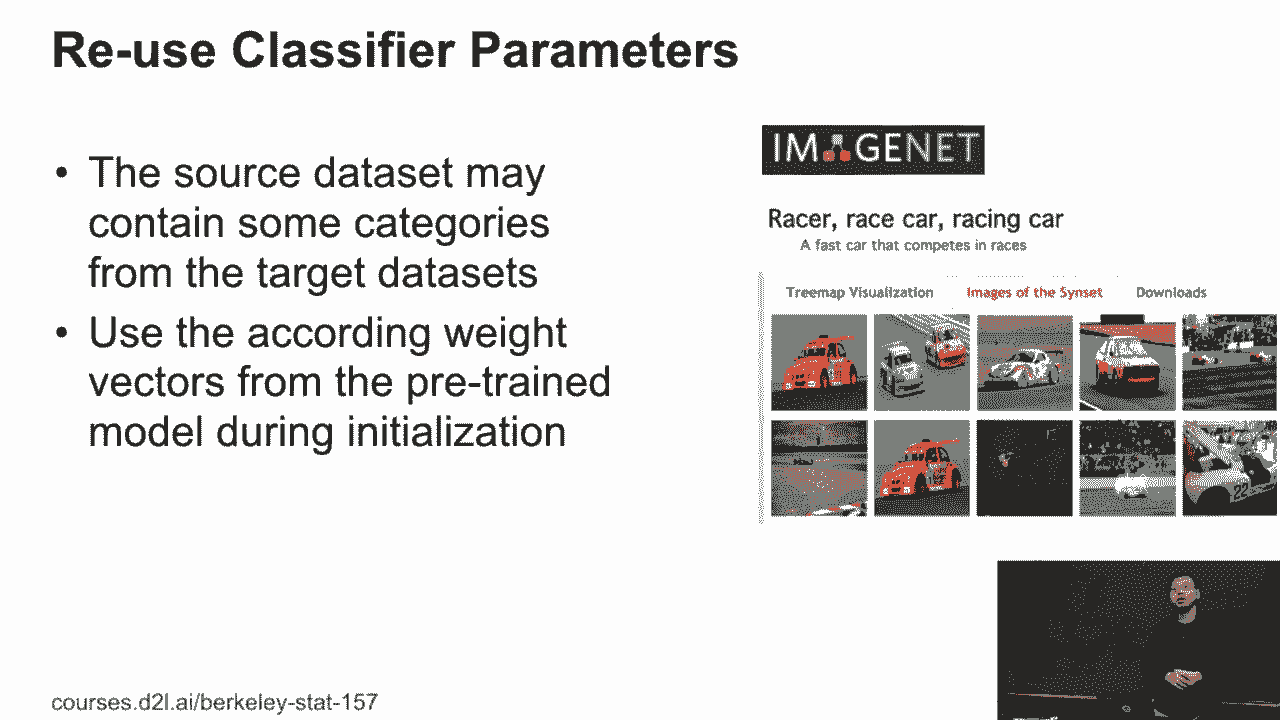 Re-use Classifier Parameters
• The source dataset may
contain some categories
from the target datasets
• Use the according weight
vectors from the pre-trained
model during initialization
IMAGENET
Racer, race car, racing car
A fast car that competes in races
Treemap Visualization Images of the Synset Downloads
22
courses.d2l.ai/berkeley-stat-157